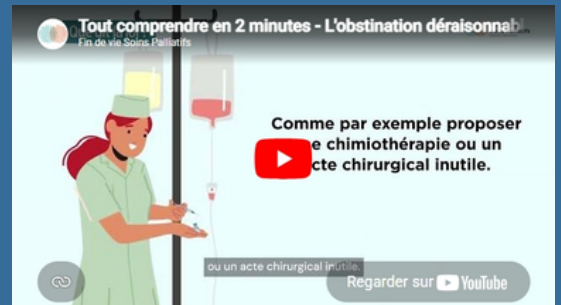 Tout comprendre en 2 minutes - L'obstination déraisonnabl
Fin de vie Soins Palliatifs
Comme par exemple proposer
e chimiothérapie ou un
cte chirurgical inutile.
ou un acte chirurgical inutile.
Regarder sur YouTube